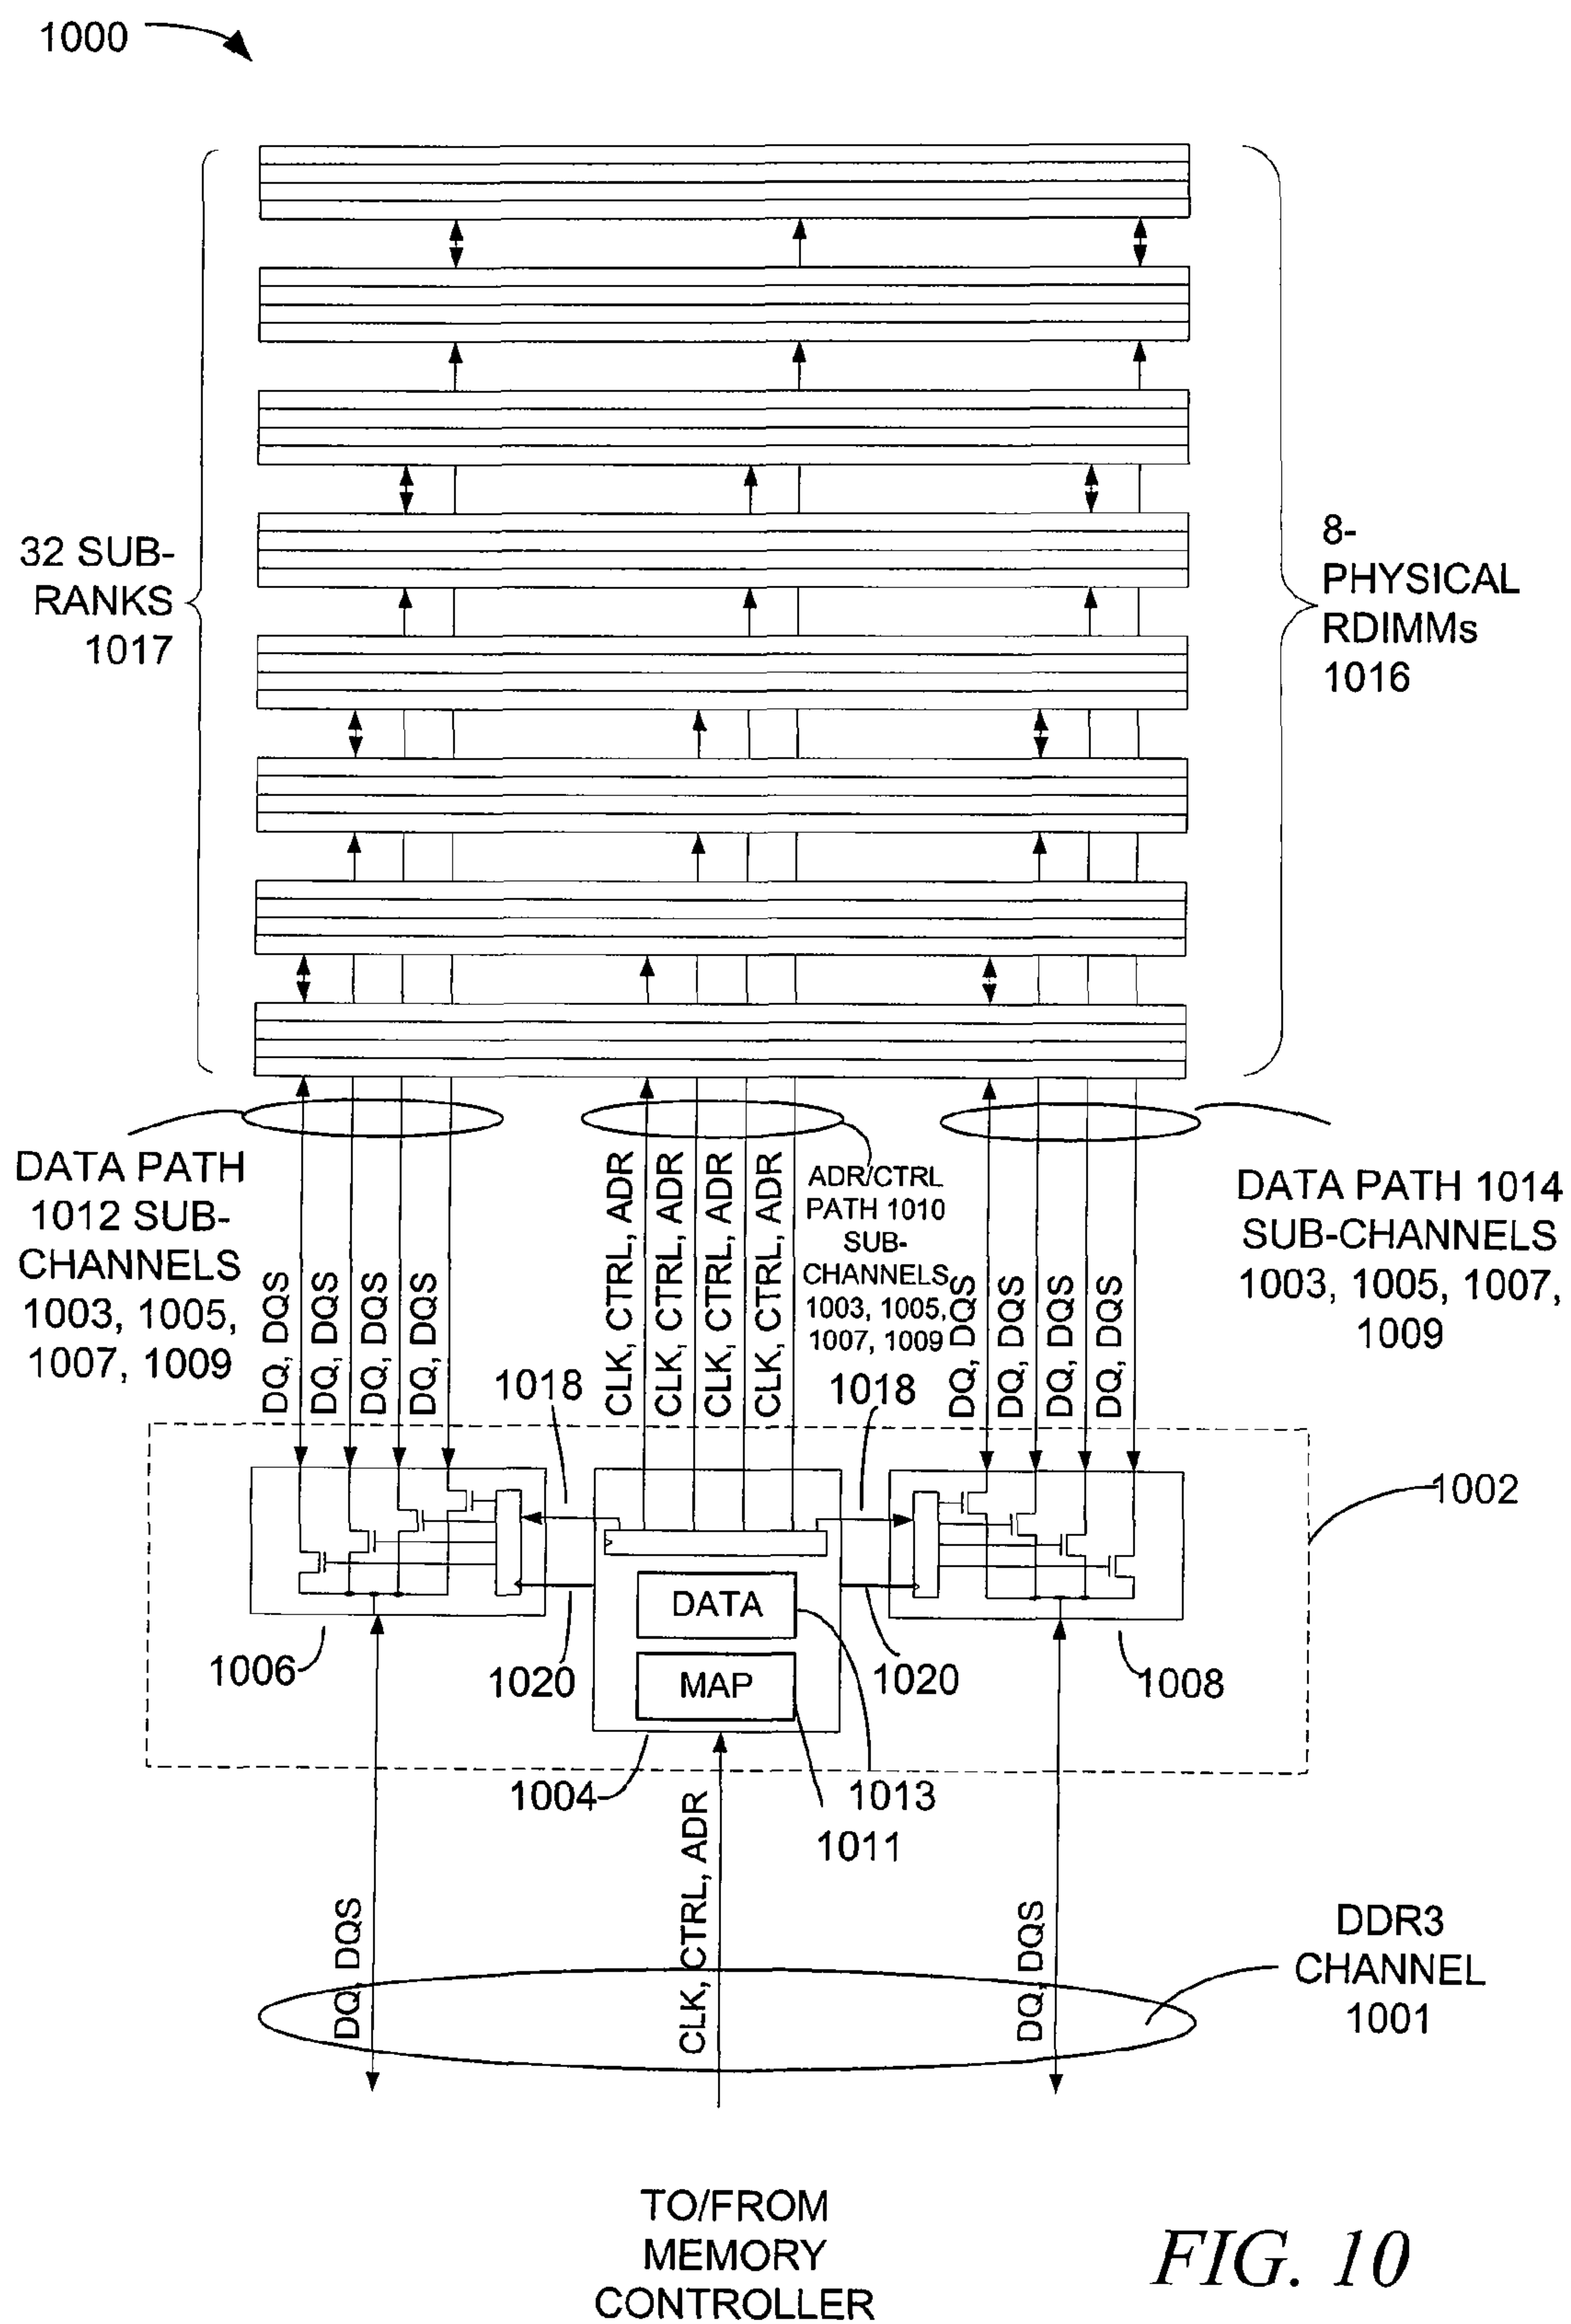 1000
32 SUB-
RANKS
1017
8-
PHYSICAL
RDIMMs
1016
DATA PATH
1012 SUB-
CHANNELS
1003, 1005,
1007, 1009
DQ, DQS
DQ, DQS
DQ, DQS
DQ, DQS
CLK, CTRL, ADR
CLK, CTRL, ADR
CLK, CTRL, ADR
CLK, CTRL, ADR
ADR/CTRL
PATH 1010
SUB-
CHANNELS
1003, 1005,
1007, 1009
DQ, DQS
DQ, DQS
DQ, DQS
DQ, DQS
DATA PATH 1014
SUB-CHANNELS
1003, 1005, 1007,
1009
1018
1018
1002
DATA
MAP
1006
1020
1020
1008
1004
1013
1011
DQ, DQS
CLK, CTRL, ADR
DQ, DQS
DDR3
CHANNEL
1001
TO/FROM
MEMORY
CONTROLLER
FIG. 10